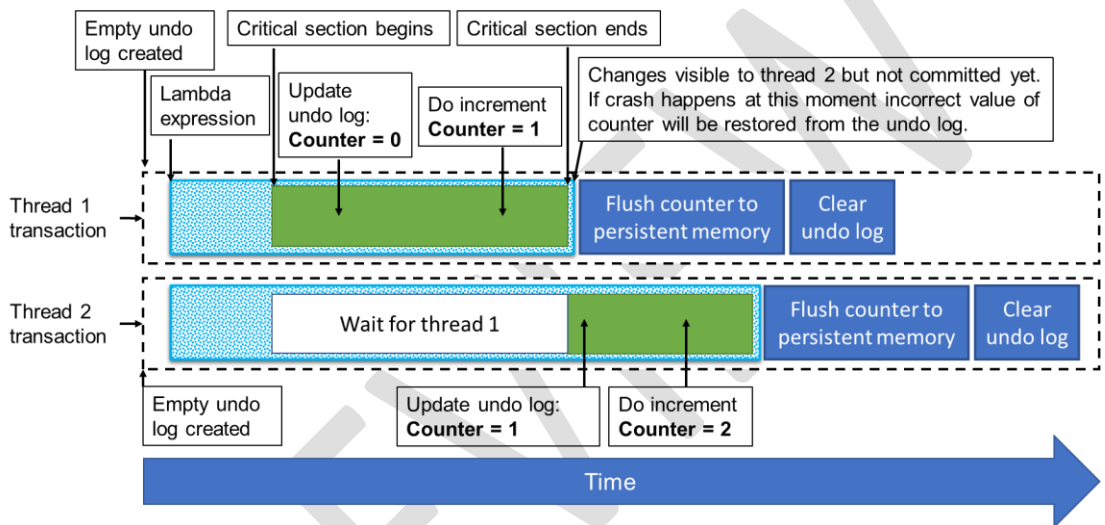 Empty undo
log created
Critical section begins
Critical section ends
Lambda
expression
Update
undo log:
Counter = 0
Do increment
Counter = 1
Changes visible to thread 2 but not committed yet.
If crash happens at this moment incorrect value of
counter will be restored from the undo log.
Thread 1
transaction
Flush counter to
persistent memory
Clear
undo log
Thread 2
transaction
Wait for thread 1
Flush counter to
persistent memory
Clear
undo log
Empty undo
log created
Update undo log:
Counter = 1
Do increment
Counter = 2
Time